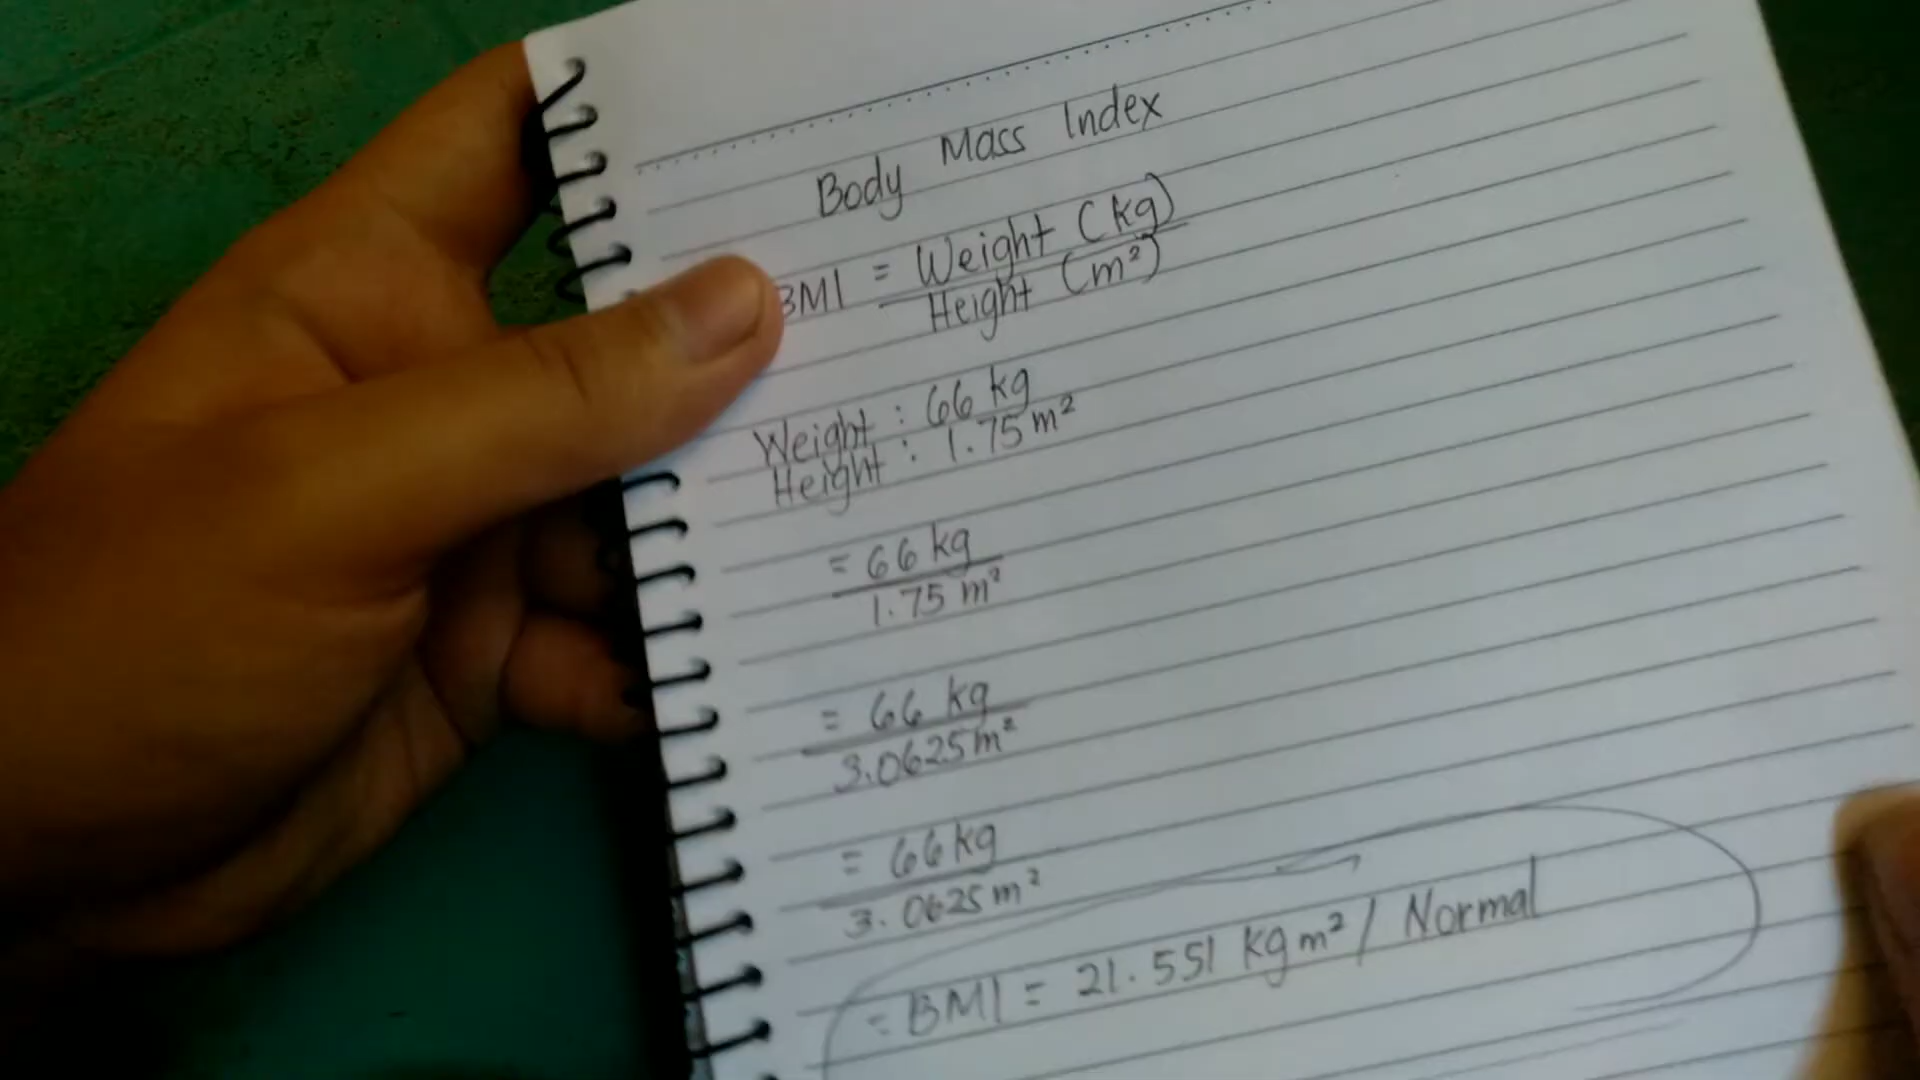 Body Mass Index
BMI = Weight (kg)
Height (m²)
Weight : 66 kg
Height : 1.75 m²
= 66 kg
1.75 m²
= 66 kg
3.0625 m²
= 66 kg
3.0625 m²
= BMI = 21.551 kg m² / Normal